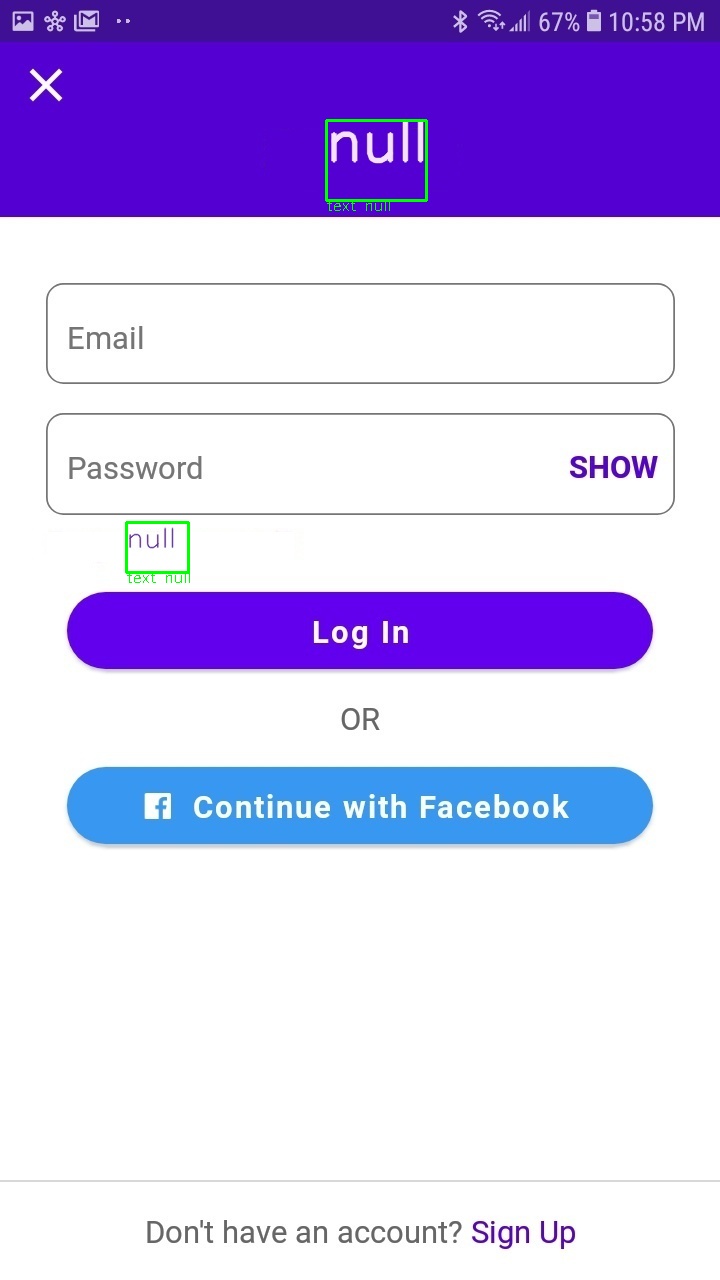 67% 10:58 PM
null
text null
Email
Password SHOW
null
text null
Log In
OR
Continue with Facebook
Don't have an account? Sign Up